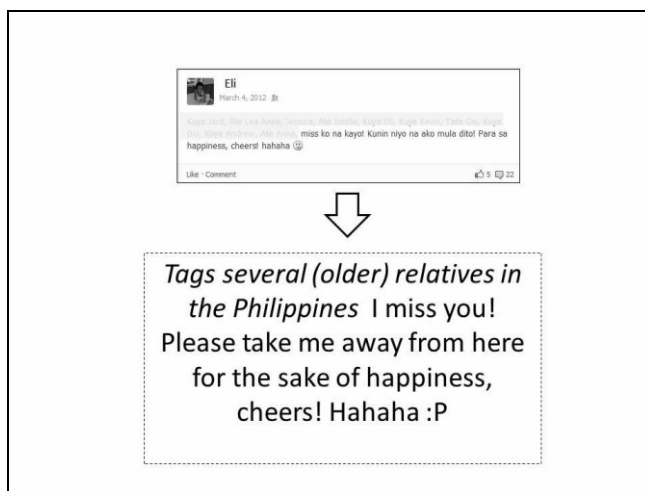 Eli
March 4, 2012
miss ko na kayo! Kunin niyo na ako mula dito! Para sa
happiness, cheers! hahaha
Like · Comment 5 22
Tags several (older) relatives in
the Philippines I miss you!
Please take me away from here
for the sake of happiness,
cheers! Hahaha :P